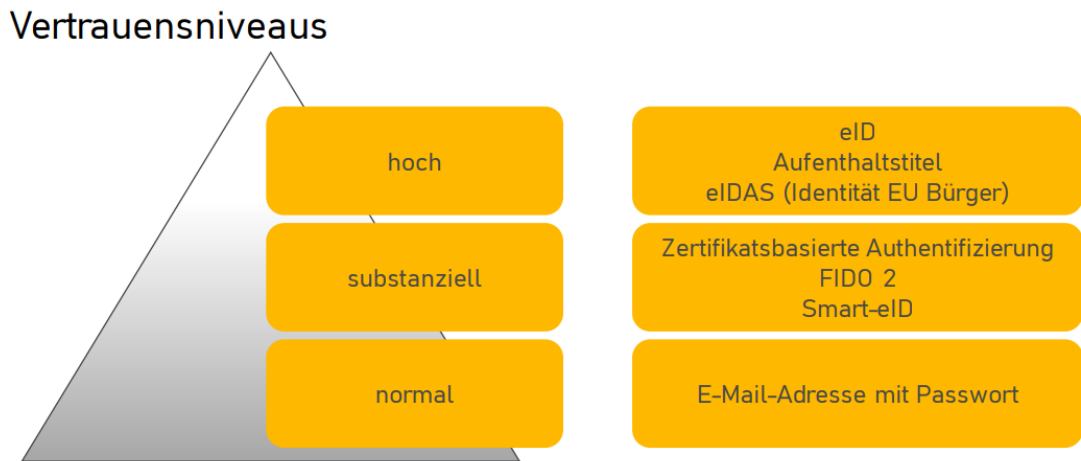 Vertrauensniveaus
hoch
eID
Aufenthaltstitel
eIDAS (Identität EU Bürger)
substanziell
Zertifikatsbasierte Authentifizierung
FIDO 2
Smart-eID
normal
E-Mail-Adresse mit Passwort